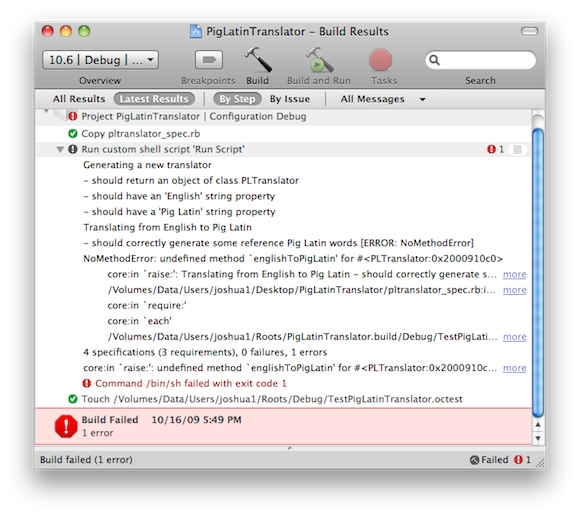 PigLatinTranslator – Build Results
10.6 | Debug | ...
Overview
Breakpoints
Build
Build and Run
Tasks
Search
All Results
Latest Results
By Step
By Issue
All Messages
Project PigLatinTranslator | Configuration Debug
Copy pltranslator_spec.rb
Run custom shell script 'Run Script'
1
Generating a new translator
- should return an object of class PLTranslator
- should have an 'English' string property
- should have a 'Pig Latin' string property
Translating from English to Pig Latin
- should correctly generate some reference Pig Latin words [ERROR: NoMethodError]
NoMethodError: undefined method `englishToPigLatin' for #<PLTranslator:0x2000910c0>
core:in `raise:': Translating from English to Pig Latin - should correctly generate s... more
/Volumes/Data/Users/joshua1/Desktop/PigLatinTranslator/pltranslator_spec.rb:i... more
core:in `require:'
core:in `each'
/Volumes/Data/Users/joshua1/Roots/PigLatinTranslator.build/Debug/TestPigLati... more
4 specifications (3 requirements), 0 failures, 1 errors
core:in `raise:': undefined method `englishToPigLatin' for #<PLTranslator:0x2000910c... more
Command /bin/sh failed with exit code 1
Touch /Volumes/Data/Users/joshua1/Roots/Debug/TestPigLatinTranslator.octest
Build Failed 10/16/09 5:49 PM
1 error
Build failed (1 error)
Failed 1